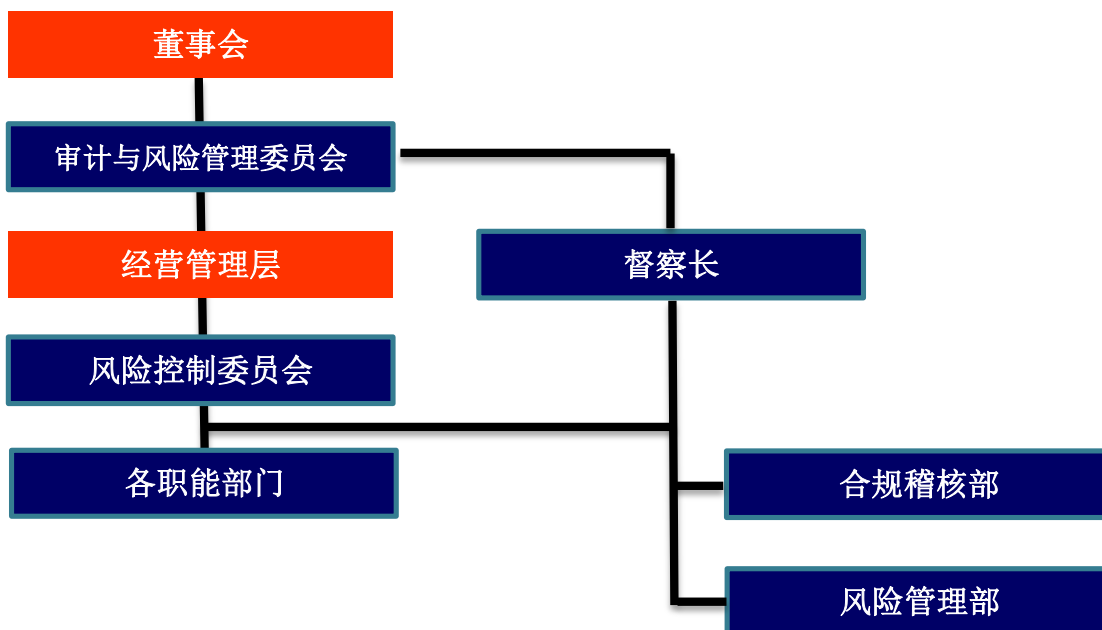 董事会
审计与风险管理委员会
经营管理层
督察长
风险控制委员会
各职能部门
合规稽核部
风险管理部